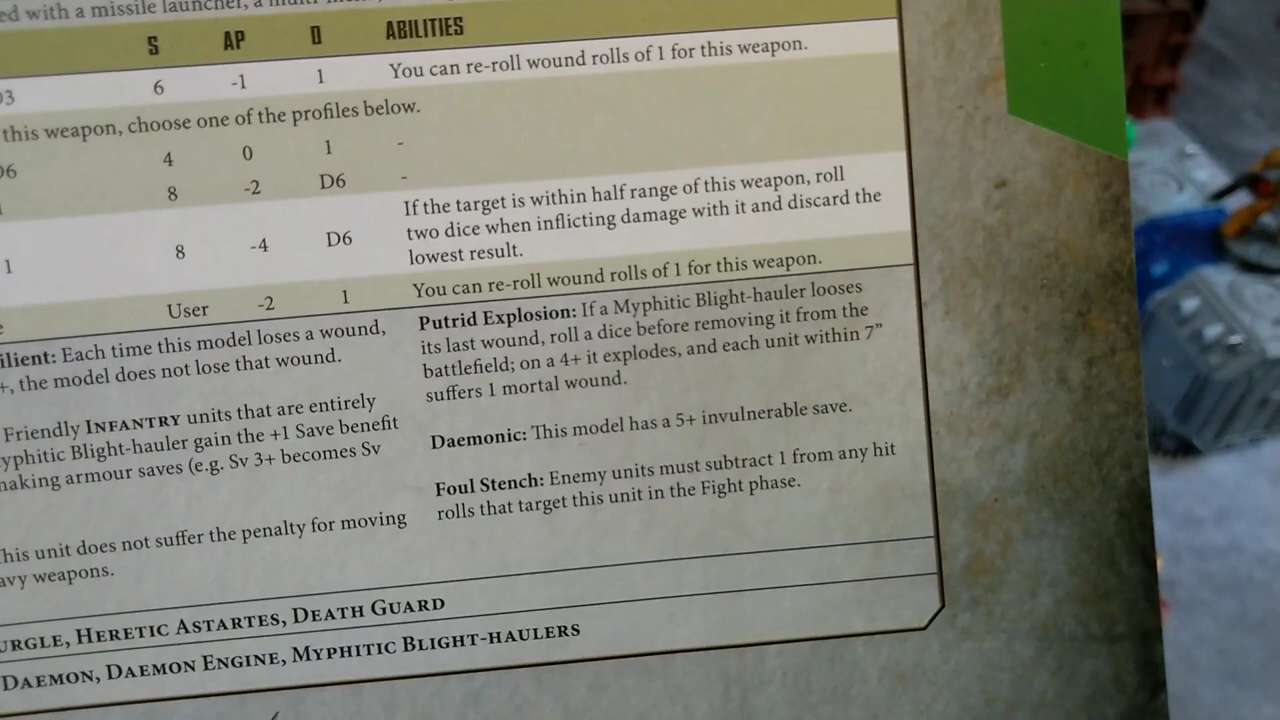 ed with a missile launcher, a
S AP D ABILITIES
D3 6 -1 1 You can re-roll wound rolls of 1 for this weapon.
this weapon, choose one of the profiles below.
D6 4 0 1 -
8 -2 D6 -
1 8 -4 D6 If the target is within half range of this weapon, roll
two dice when inflicting damage with it and discard the
lowest result.
e User -2 1 You can re-roll wound rolls of 1 for this weapon.
ilient: Each time this model loses a wound,
+, the model does not lose that wound.
Friendly INFANTRY units that are entirely
yphitic Blight-hauler gain the +1 Save benefit
making armour saves (e.g. Sv 3+ becomes Sv
This unit does not suffer the penalty for moving
avy weapons.
Putrid Explosion: If a Myphitic Blight-hauler looses
its last wound, roll a dice before removing it from the
battlefield; on a 4+ it explodes, and each unit within 7”
suffers 1 mortal wound.
Daemonic: This model has a 5+ invulnerable save.
Foul Stench: Enemy units must subtract 1 from any hit
rolls that target this unit in the Fight phase.
URGLE, HERETIC ASTARTES, DEATH GUARD
DAEMON, DAEMON ENGINE, MYPHITIC BLIGHT-HAULERS